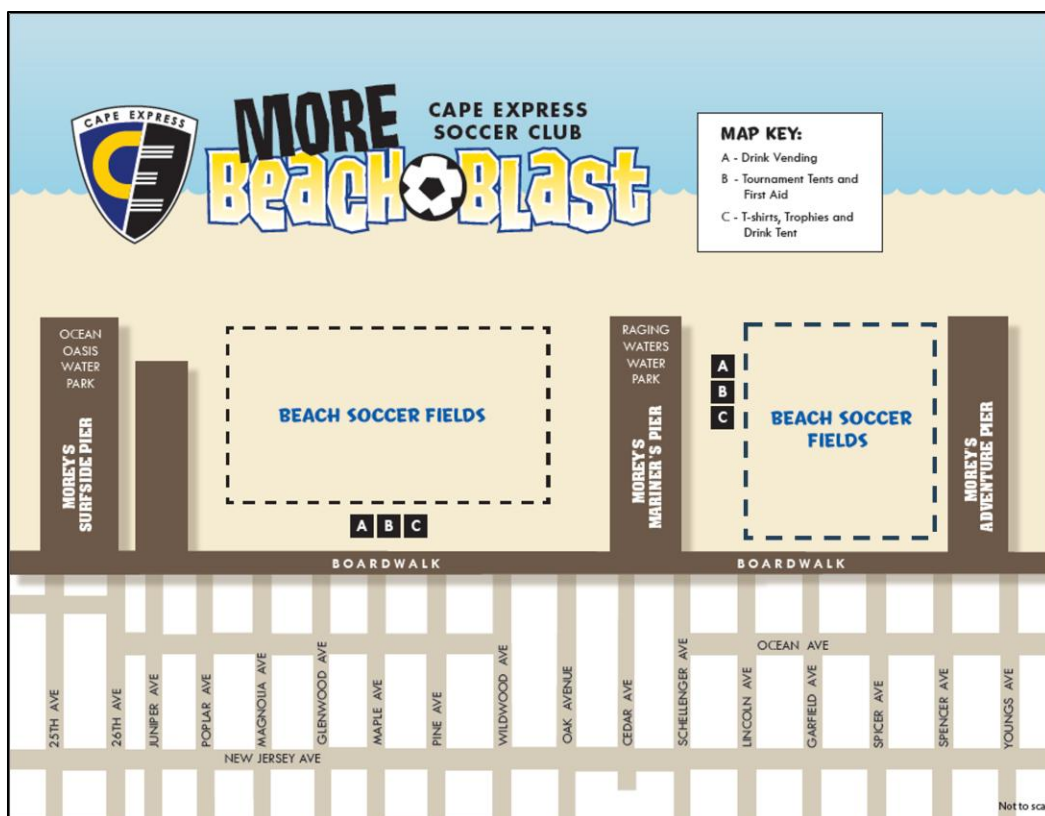 CAPE EXPRESS
CE
MORE
BEACH BLAST
CAPE EXPRESS
SOCCER CLUB
MAP KEY:
A - Drink Vending
B - Tournament Tents and
First Aid
C - T-shirts, Trophies and
Drink Tent
OCEAN
OASIS
WATER
PARK
MOREY'S
SURFSIDE PIER
BEACH SOCCER FIELDS
A B C
RAGING
WATERS
WATER
PARK
MOREY'S
MARINER'S PIER
A
B
C
BEACH SOCCER
FIELDS
MOREY'S
ADVENTURE PIER
BOARDWALK
BOARDWALK
OCEAN AVE
25TH AVE
26TH AVE
JUNIPER AVE
POPLAR AVE
MAGNOLIA AVE
GLENWOOD AVE
MAPLE AVE
PINE AVE
WILDWOOD AVE
OAK AVENUE
CEDAR AVE
SCHELLENGER AVE
LINCOLN AVE
GARFIELD AVE
SPICER AVE
SPENCER AVE
YOUNGS AVE
NEW JERSEY AVE
Not to sca